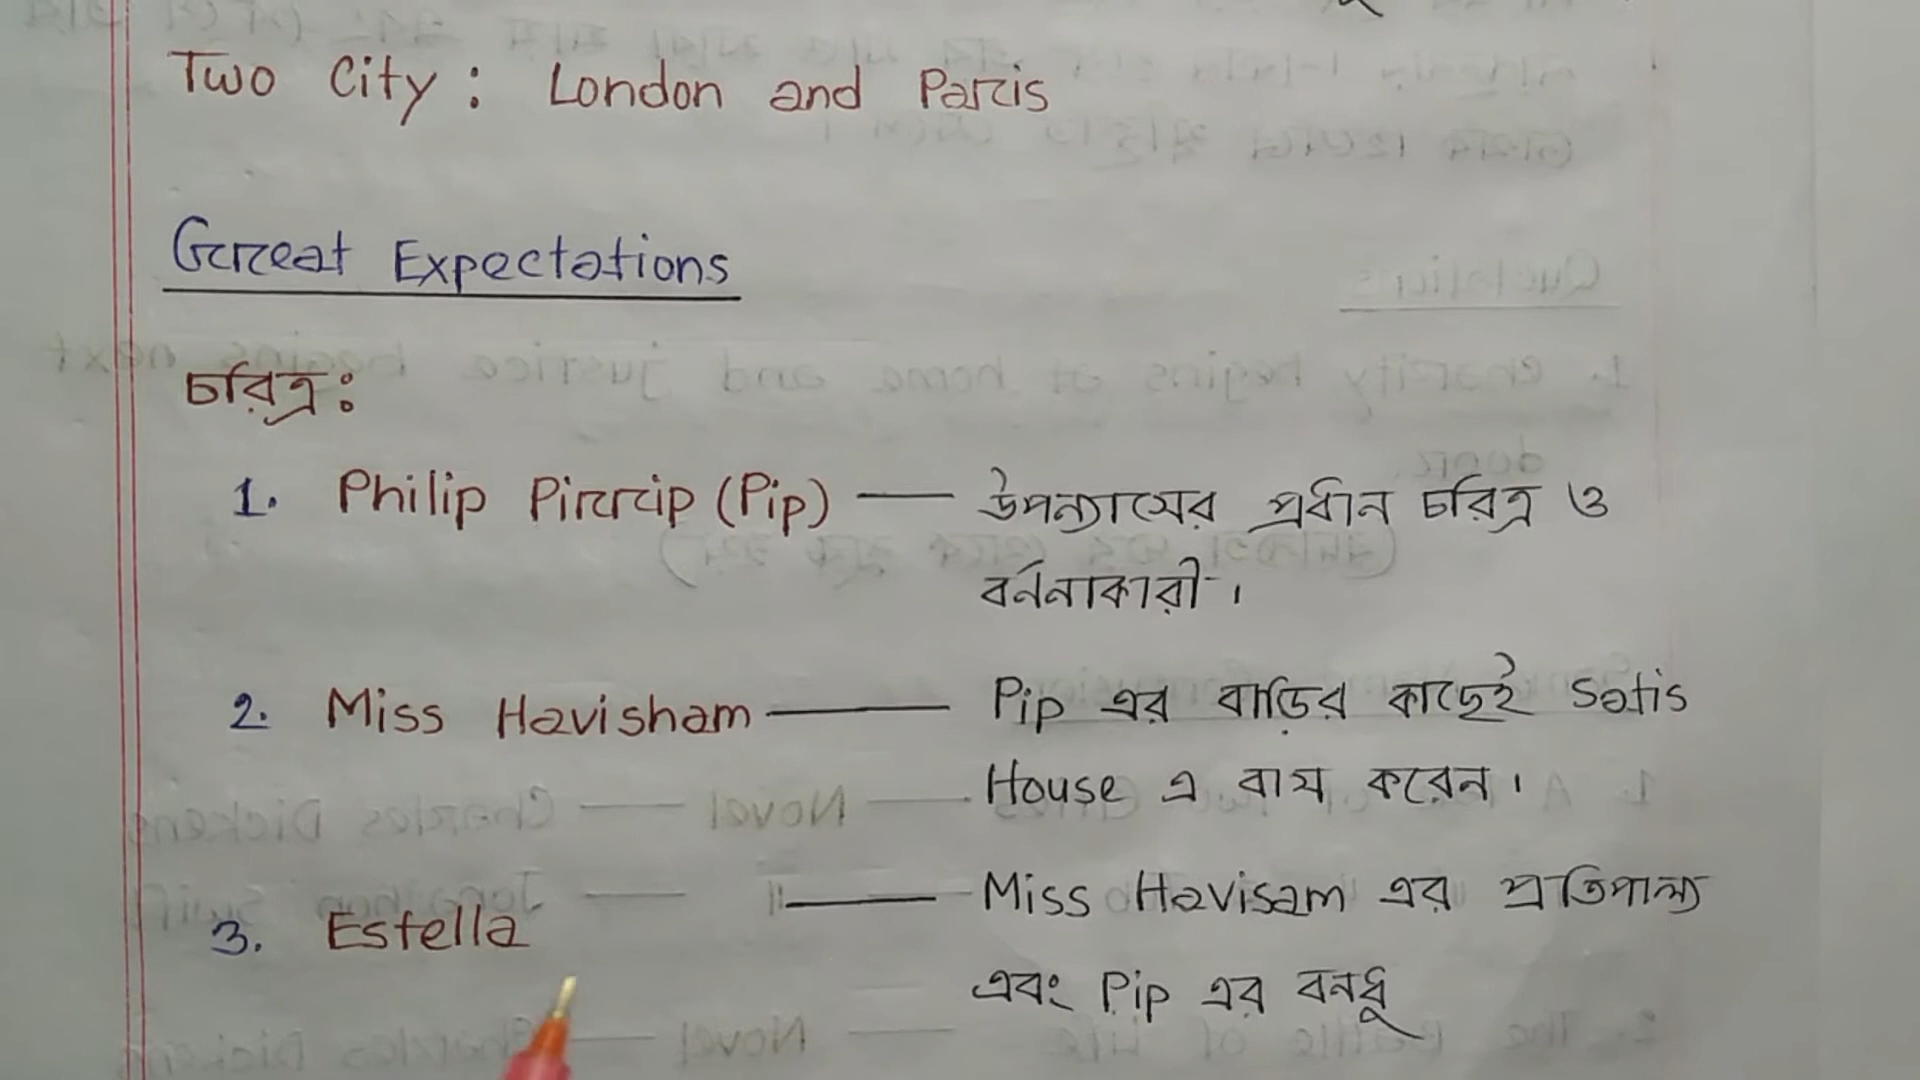 Two City : London and Paris
Great Expectations
চরিত্র :
1. Philip Pirrip (Pip) — উপন্যাসের প্রধান চরিত্র ও
বর্ননাকারী ।
2. Miss Havisham — Pip এর বাড়ির কাছেই Satis
House এ বাস করেন ।
3. Estella — Miss Havisam এর প্রতিপাল্য
এবং Pip এর বন্ধু